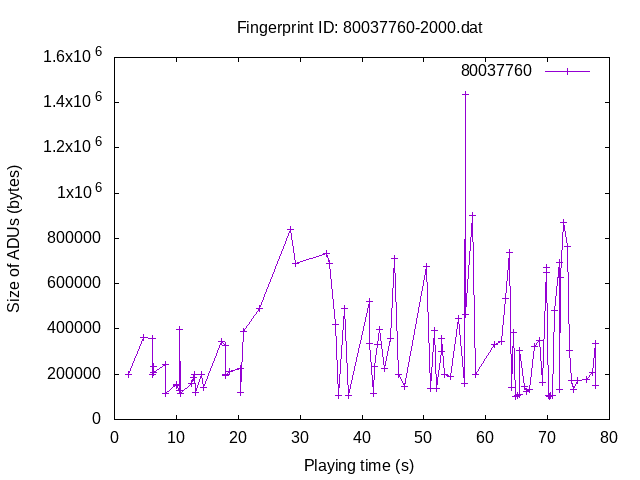 Fingerprint ID: 80037760-2000.dat
80037760
1.6x10 6
1.4x10 6
1.2x10 6
1x10 6
800000
600000
400000
200000
0
Size of ADUs (bytes)
0 10 20 30 40 50 60 70 80
Playing time (s)